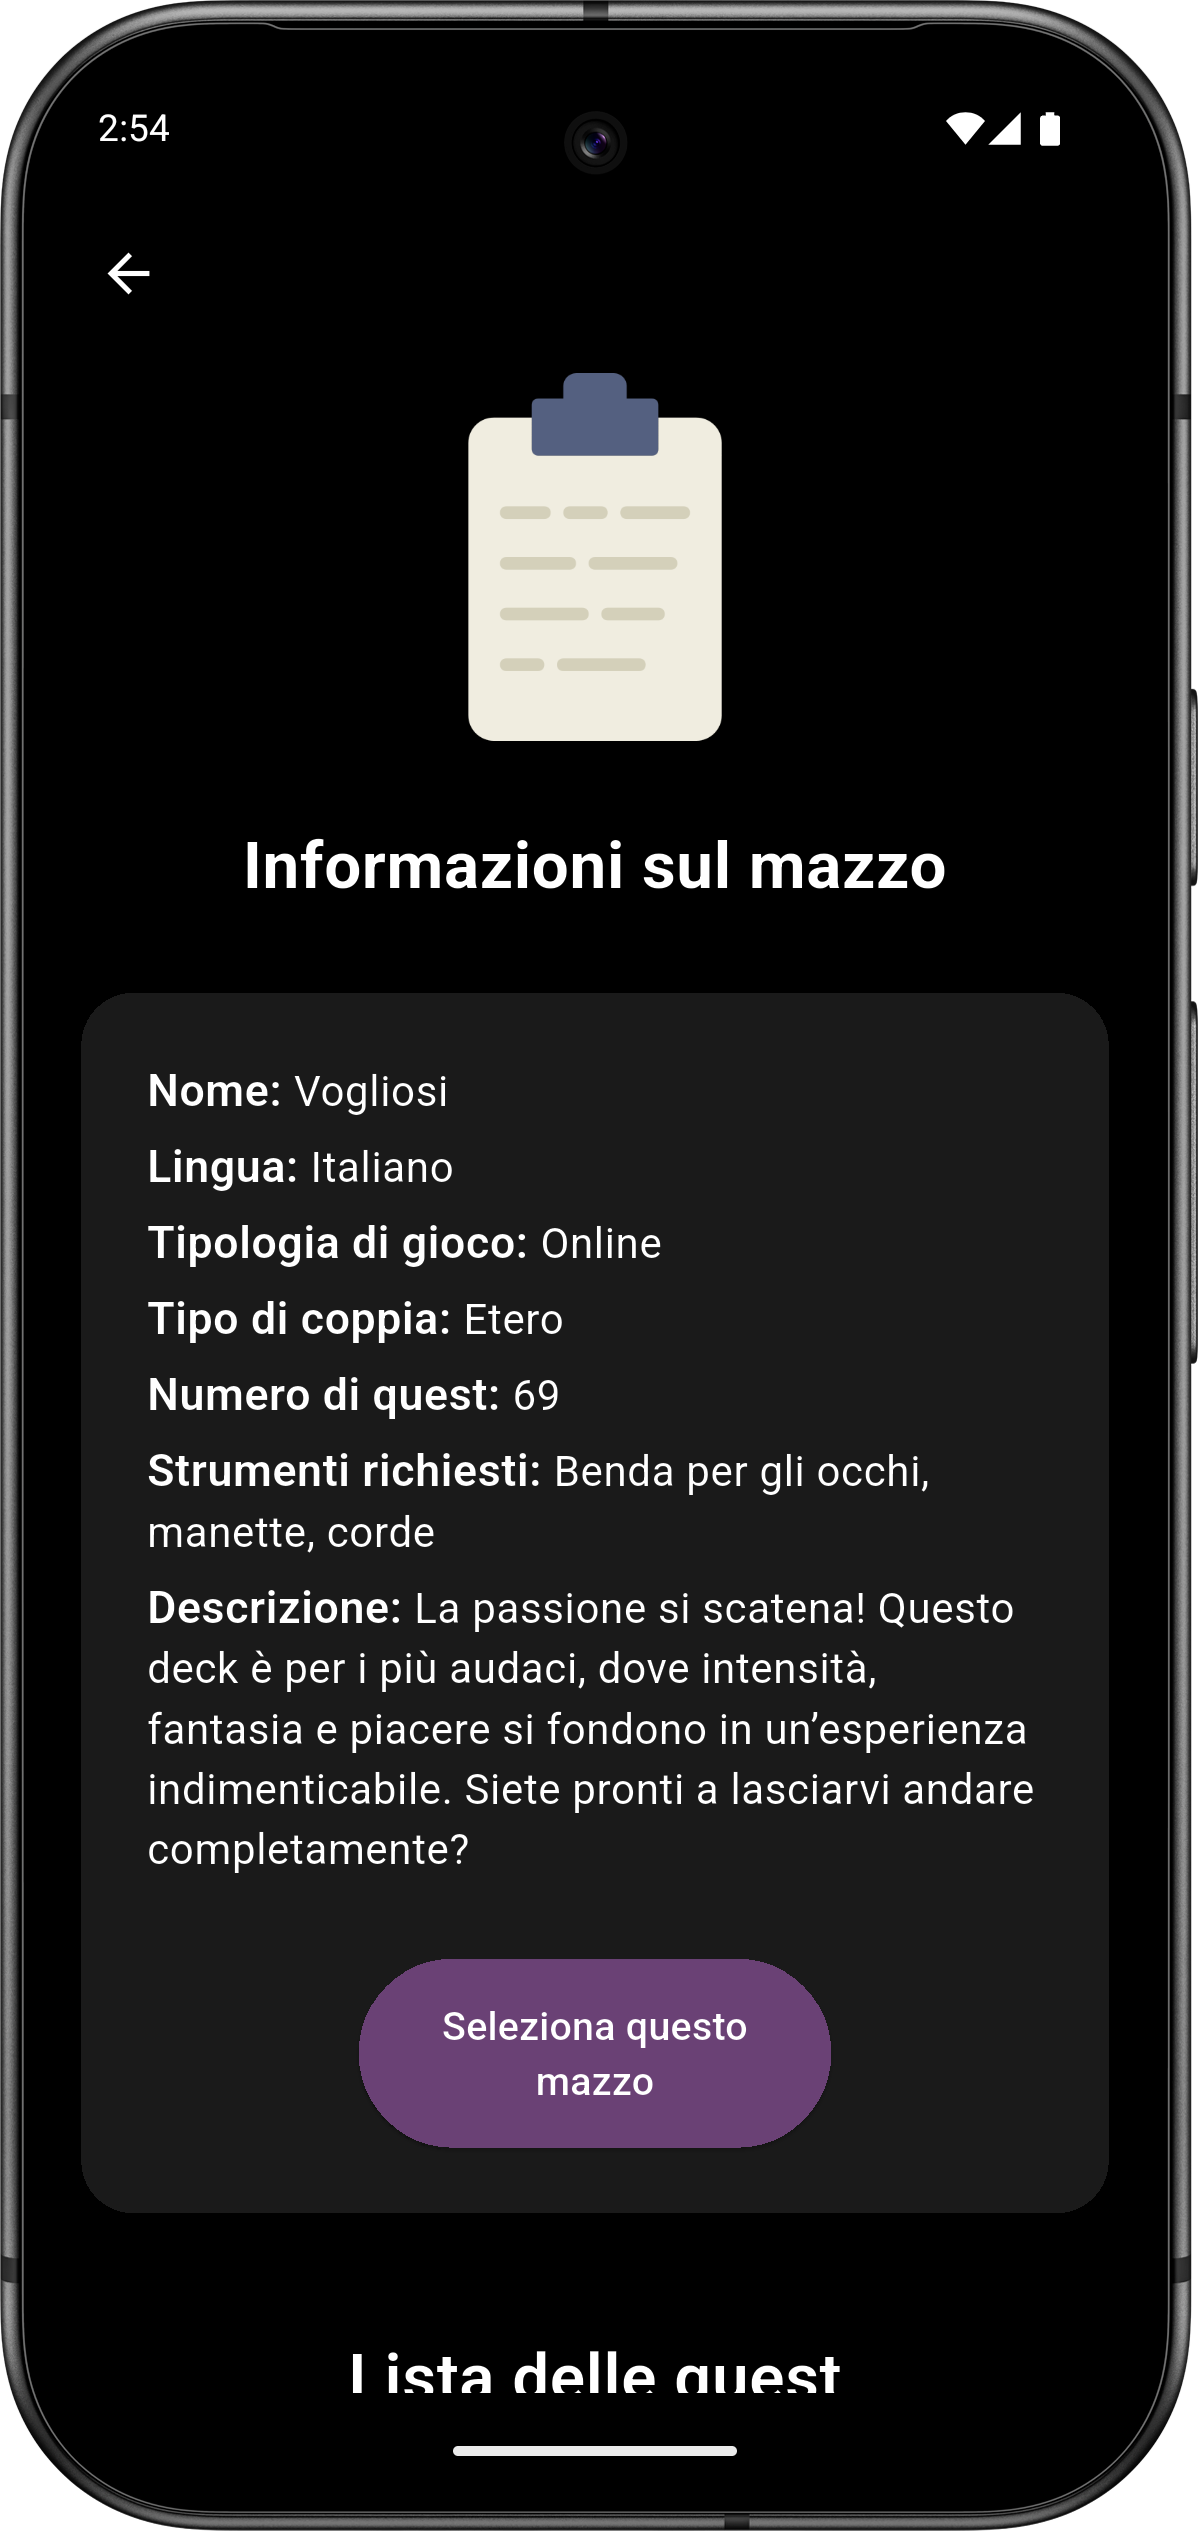 2:54
Informazioni sul mazzo
Nome: Vogliosi
Lingua: Italiano
Tipologia di gioco: Online
Tipo di coppia: Etero
Numero di quest: 69
Strumenti richiesti: Benda per gli occhi,
manette, corde
Descrizione: La passione si scatena! Questo
deck è per i più audaci, dove intensità,
fantasia e piacere si fondono in un’esperienza
indimenticabile. Siete pronti a lasciarvi andare
completamente?
Seleziona questo
mazzo
Lista delle quest